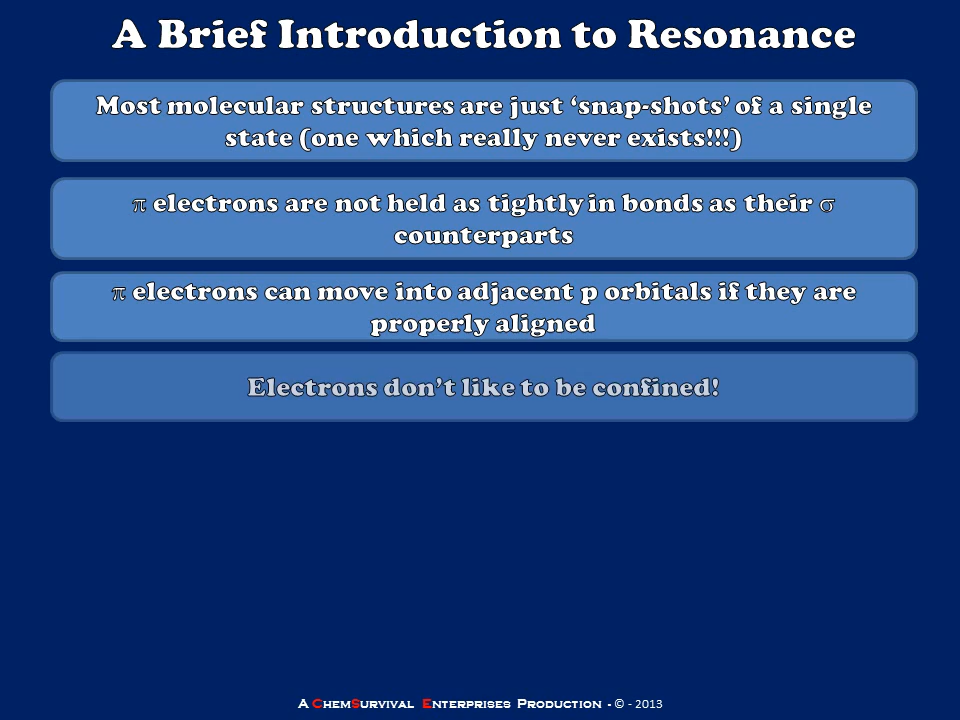 A Brief Introduction to Resonance
Most molecular structures are just ‘snap-shots’ of a single
state (one which really never exists!!!)
π electrons are not held as tightly in bonds as their σ
counterparts
π electrons can move into adjacent p orbitals if they are
properly aligned
Electrons don’t like to be confined!
A ChemSurvival Enterprises Production - © - 2013